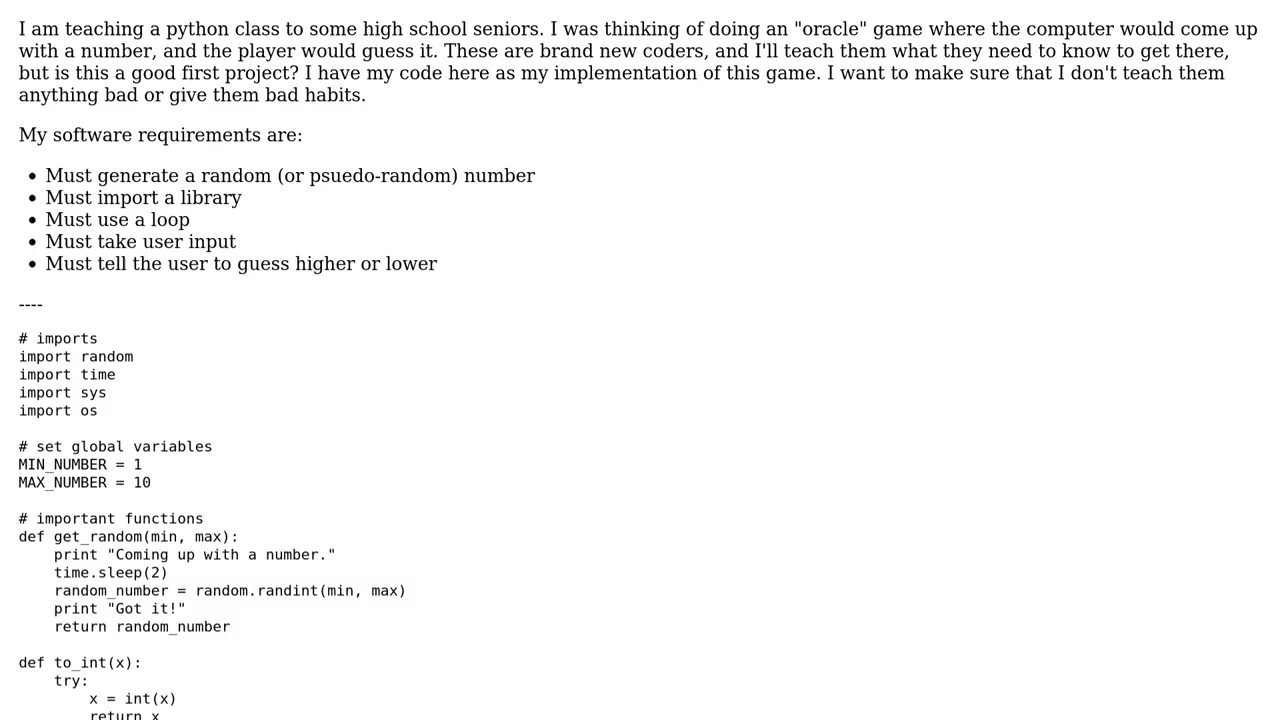 I am teaching a python class to some high school seniors. I was thinking of doing an "oracle" game where the computer would come up
with a number, and the player would guess it. These are brand new coders, and I'll teach them what they need to know to get there,
but is this a good first project? I have my code here as my implementation of this game. I want to make sure that I don't teach them
anything bad or give them bad habits.
My software requirements are:
• Must generate a random (or psuedo-random) number
• Must import a library
• Must use a loop
• Must take user input
• Must tell the user to guess higher or lower
----
# imports
import random
import time
import sys
import os
# set global variables
MIN_NUMBER = 1
MAX_NUMBER = 10
# important functions
def get_random(min, max):
    print "Coming up with a number."
    time.sleep(2)
    random_number = random.randint(min, max)
    print "Got it!"
    return random_number
def to_int(x):
    try:
        x = int(x)
        return x